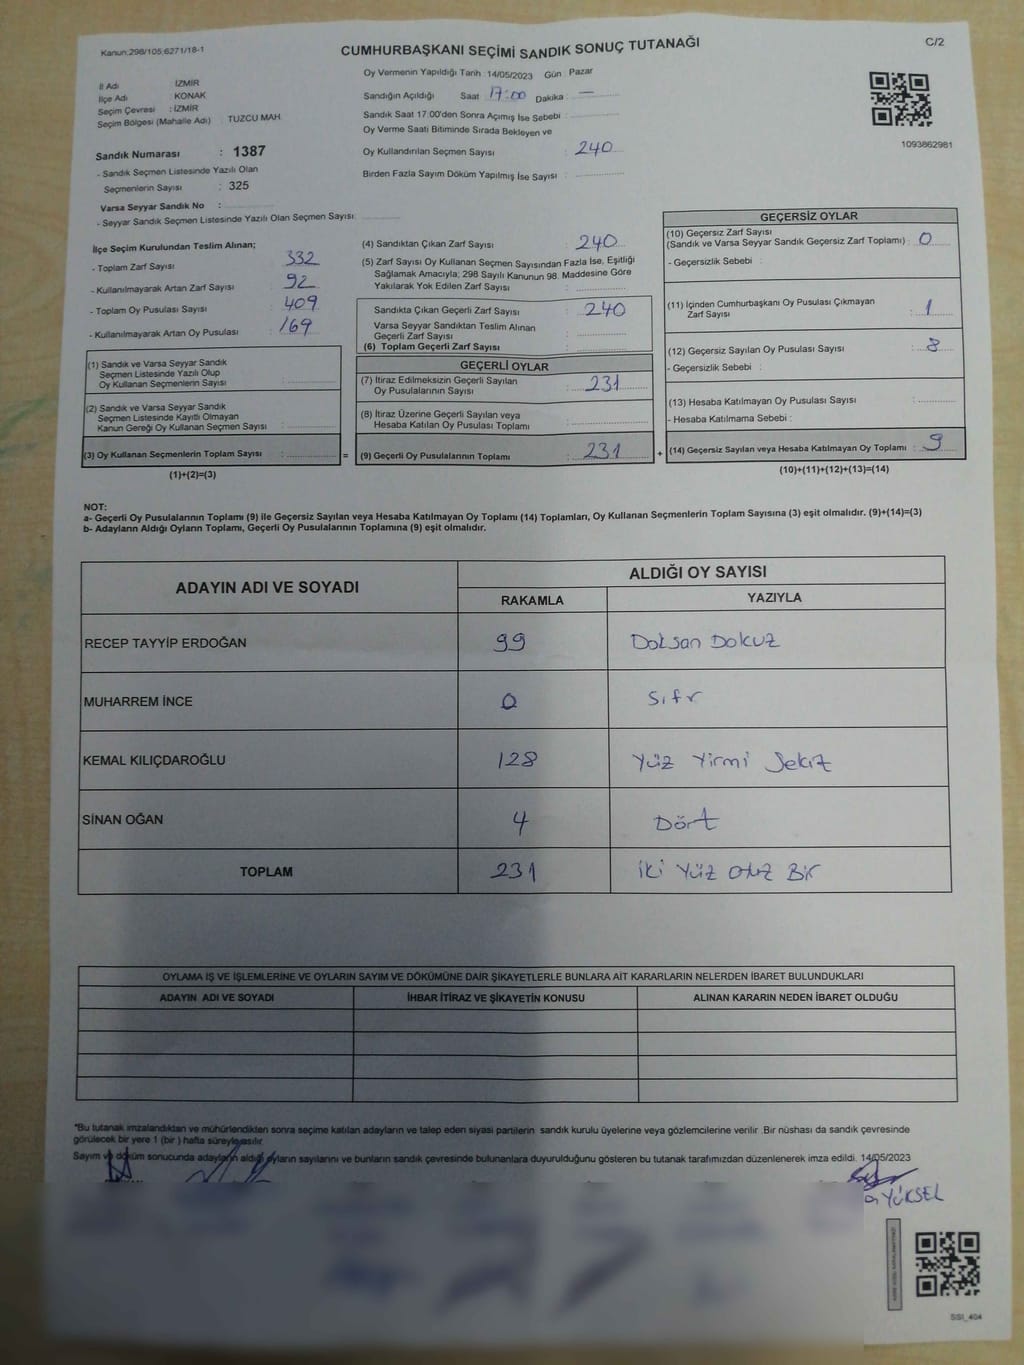 Kanun:298/105,6271/18-1
CUMHURBAŞKANI SEÇİMİ SANDIK SONUÇ TUTANAĞI
C/2
İl Adı : İZMİR
İlçe Adı : KONAK
Seçim Çevresi : İZMİR
Seçim Bölgesi (Mahalle Adı) : TUZCU MAH.
Sandık Numarası : 1387
- Sandık Seçmen Listesinde Yazılı Olan
Seçmenlerin Sayısı : 325
Varsa Seyyar Sandık No :
- Seyyar Sandık Seçmen Listesinde Yazılı Olan Seçmen Sayısı:
Oy Vermenin Yapıldığı Tarih : 14/05/2023 Gün : Pazar
Sandığın Açıldığı Saat : 17:00 Dakika : —
Sandık Saat 17.00'den Sonra Açımış İse Sebebi :
Oy Verme Saati Bitiminde Sırada Bekleyen ve
Oy Kullandırılan Seçmen Sayısı : 240
Birden Fazla Sayım Döküm Yapılmış İse Sayısı :
1093862981
İlçe Seçim Kurulundan Teslim Alınan;
- Toplam Zarf Sayısı : 332
- Kullanılmayarak Artan Zarf Sayısı : 92
- Toplam Oy Pusulası Sayısı : 409
- Kullanılmayarak Artan Oy Pusulası : 169
(1) Sandık ve Varsa Seyyar Sandık
Seçmen Listesinde Yazılı Olup
Oy Kullanan Seçmenlerin Sayısı :
(2) Sandık ve Varsa Seyyar Sandık
Seçmen Listesinde Kayıtlı Olmayan
Kanun Gereği Oy Kullanan Seçmen Sayısı :
(3) Oy Kullanan Seçmenlerin Toplam Sayısı : =
(1)+(2)=(3)
(4) Sandıktan Çıkan Zarf Sayısı : 240
(5) Zarf Sayısı Oy Kullanan Seçmen Sayısından Fazla İse, Eşitliği
Sağlamak Amacıyla; 298 Sayılı Kanunun 98. Maddesine Göre
Yakılarak Yok Edilen Zarf Sayısı :
Sandıkta Çıkan Geçerli Zarf Sayısı : 240
Varsa Seyyar Sandıktan Teslim Alınan
Geçerli Zarf Sayısı :
(6) Toplam Geçerli Zarf Sayısı :
GEÇERLİ OYLAR
(7) İtiraz Edilmeksizin Geçerli Sayılan
Oy Pusulalarının Sayısı : 231
(8) İtiraz Üzerine Geçerli Sayılan veya
Hesaba Katılan Oy Pusulası Toplamı :
(9) Geçerli Oy Pusulalarının Toplamı : 231 +
GEÇERSİZ OYLAR
(10) Geçersiz Zarf Sayısı
(Sandık ve Varsa Seyyar Sandık Geçersiz Zarf Toplamı) : 0
- Geçersizlik Sebebi :
(11) İçinden Cumhurbaşkanı Oy Pusulası Çıkmayan
Zarf Sayısı : 1
(12) Geçersiz Sayılan Oy Pusulası Sayısı : 8
- Geçersizlik Sebebi :
(13) Hesaba Katılmayan Oy Pusulası Sayısı :
- Hesaba Katılmama Sebebi :
(14) Geçersiz Sayılan veya Hesaba Katılmayan Oy Toplamı : 9
(10)+(11)+(12)+(13)=(14)
NOT:
a- Geçerli Oy Pusulalarının Toplamı (9) ile Geçersiz Sayılan veya Hesaba Katılmayan Oy Toplamı (14) Toplamları, Oy Kullanan Seçmenlerin Toplam Sayısına (3) eşit olmalıdır. (9)+(14)=(3)
b- Adayların Aldığı Oyların Toplamı, Geçerli Oy Pusulalarının Toplamına (9) eşit olmalıdır.
ADAYIN ADI VE SOYADI
ALDIĞI OY SAYISI
RAKAMLA YAZIYLA
RECEP TAYYİP ERDOĞAN 99 Doksan Dokuz
MUHARREM İNCE 0 Sıfır
KEMAL KILIÇDAROĞLU 128 Yüz Yirmi Sekiz
SİNAN OĞAN 4 Dört
TOPLAM 231 İki Yüz Otuz Bir
OYLAMA İŞ VE İŞLEMLERİNE VE OYLARIN SAYIM VE DÖKÜMÜNE DAİR ŞİKAYETLERLE BUNLARA AİT KARARLARIN NELERDEN İBARET BULUNDUKLARI
ADAYIN ADI VE SOYADI İHBAR İTİRAZ VE ŞİKAYETİN KONUSU ALINAN KARARIN NEDEN İBARET OLDUĞU
*Bu tutanak imzalandıktan ve mühürlendikten sonra seçime katılan adayların ve talep eden siyasi partilerin sandık kurulu üyelerine veya gözlemcilerine verilir .Bir nüshası da sandık çevresinde
görülecek bir yere 1 (bir ) hafta süreyle asılır.
Sayım ve döküm sonucunda adayların aldığı oyların sayılarını ve bunların sandık çevresinde bulunanlara duyurulduğunu gösteren bu tutanak tarafımızdan düzenlenerek imza edildi. 14/05/2023
YÜKSEL
SSI_404